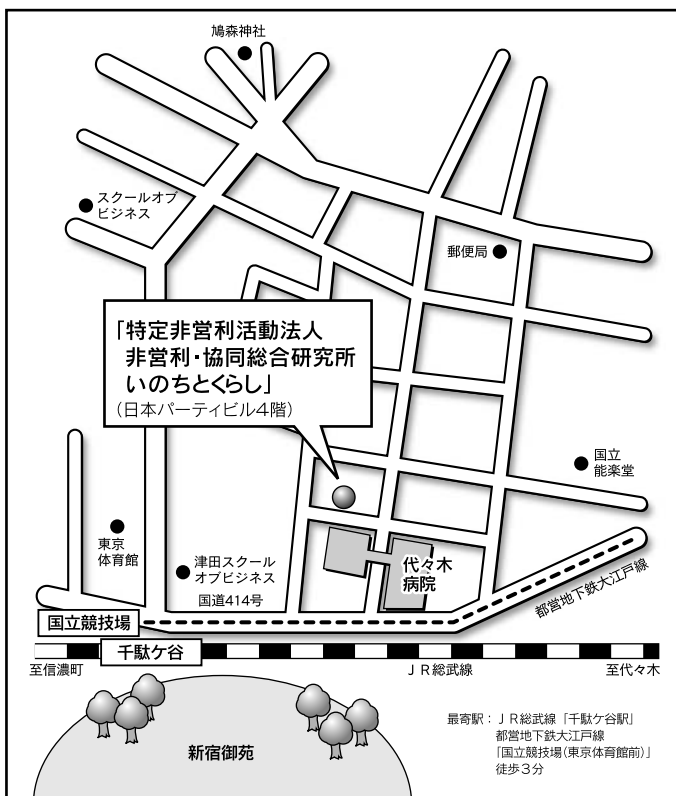 鳩森神社
スクールオブ
ビジネス
郵便局
「特定非営利活動法人
非営利・協同総合研究所
いのちとくらし」
（日本パーティビル4階）
国立
能楽堂
東京
体育館
津田スクール
オブビジネス
代々木
病院
国道414号
都営地下鉄大江戸線
国立競技場
千駄ケ谷
至信濃町
ＪＲ総武線
至代々木
新宿御苑
最寄駅：ＪＲ総武線「千駄ケ谷駅」
都営地下鉄大江戸線
「国立競技場（東京体育館前）」
徒歩３分